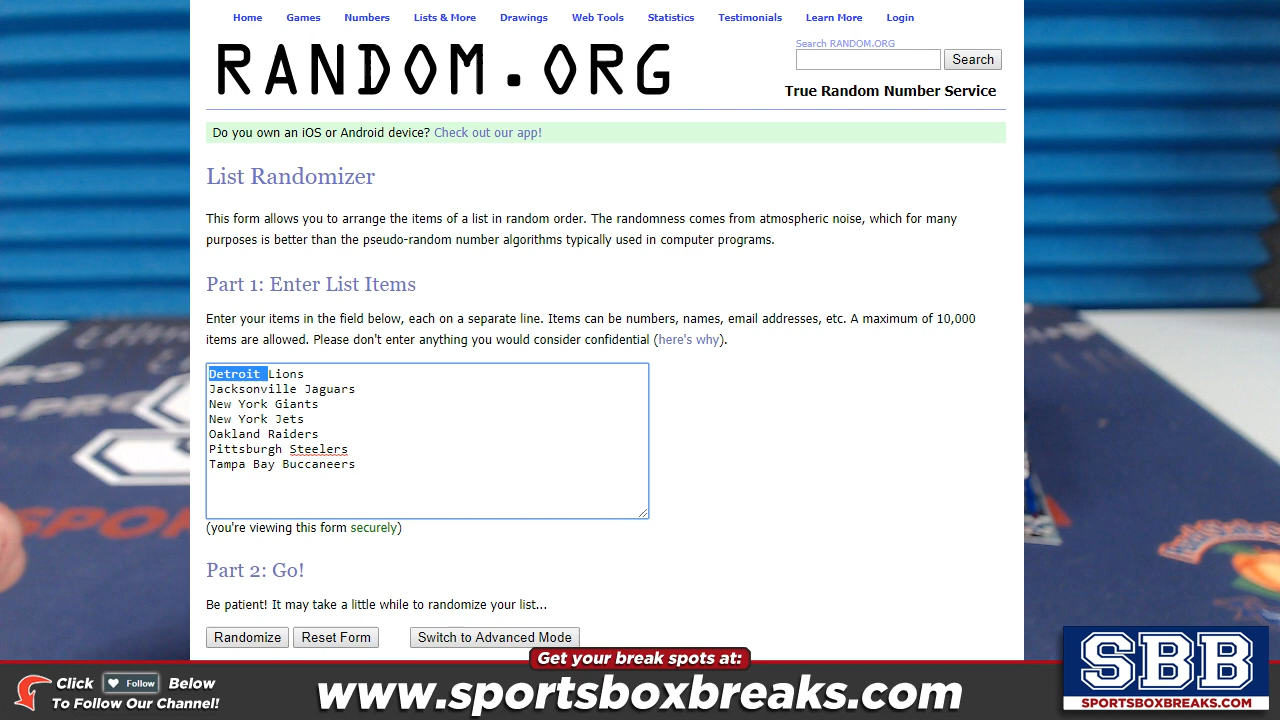 Home Games Numbers Lists & More Drawings Web Tools Statistics Testimonials Learn More Login
RANDOM.ORG
Search RANDOM.ORG
Search
True Random Number Service
Do you own an iOS or Android device? Check out our app!
List Randomizer
This form allows you to arrange the items of a list in random order. The randomness comes from atmospheric noise, which for many
purposes is better than the pseudo-random number algorithms typically used in computer programs.
Part 1: Enter List Items
Enter your items in the field below, each on a separate line. Items can be numbers, names, email addresses, etc. A maximum of 10,000
items are allowed. Please don't enter anything you would consider confidential (here's why).
Detroit Lions
Jacksonville Jaguars
New York Giants
New York Jets
Oakland Raiders
Pittsburgh Steelers
Tampa Bay Buccaneers
(you're viewing this form securely)
Part 2: Go!
Be patient! It may take a little while to randomize your list...
Randomize Reset Form Switch to Advanced Mode
Get your break spots at:
Click Follow Below
To Follow Our Channel!
www.sportsboxbreaks.com
SBB
SPORTSBOXBREAKS.COM